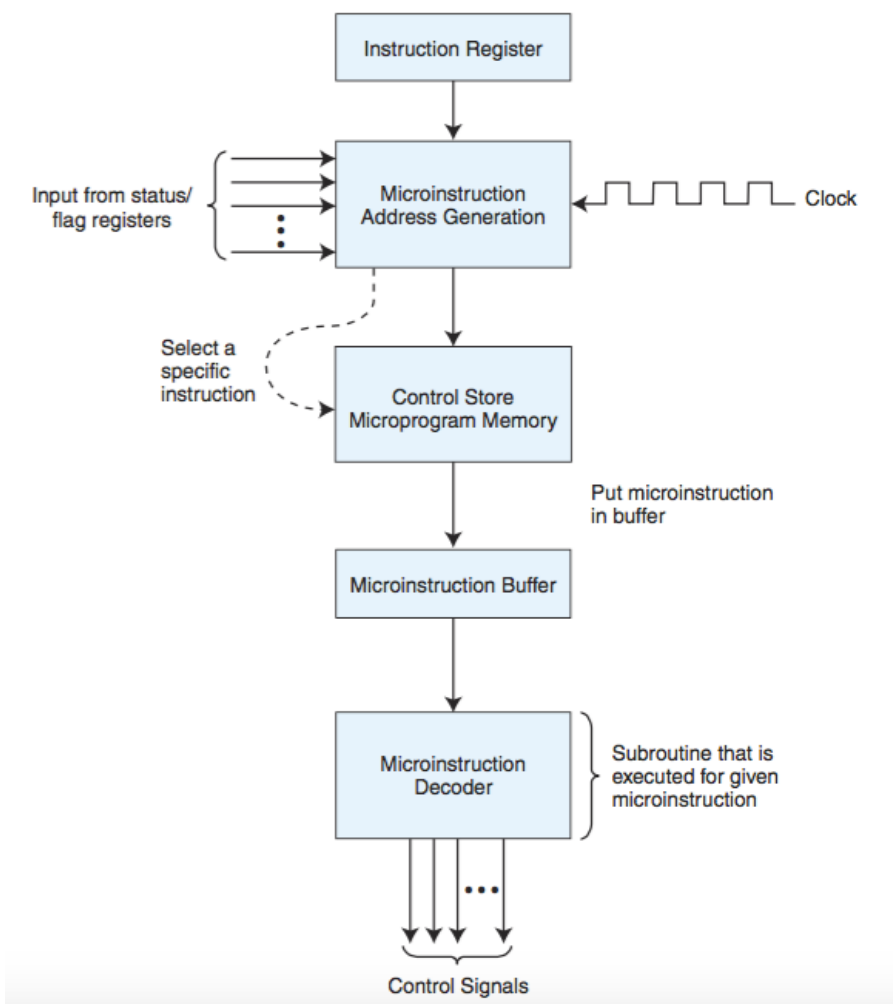 Instruction Register
Input from status/
flag registers
Microinstruction
Address Generation
Clock
Select a
specific
instruction
Control Store
Microprogram Memory
Put microinstruction
in buffer
Microinstruction Buffer
Microinstruction
Decoder
Subroutine that is
executed for given
microinstruction
Control Signals